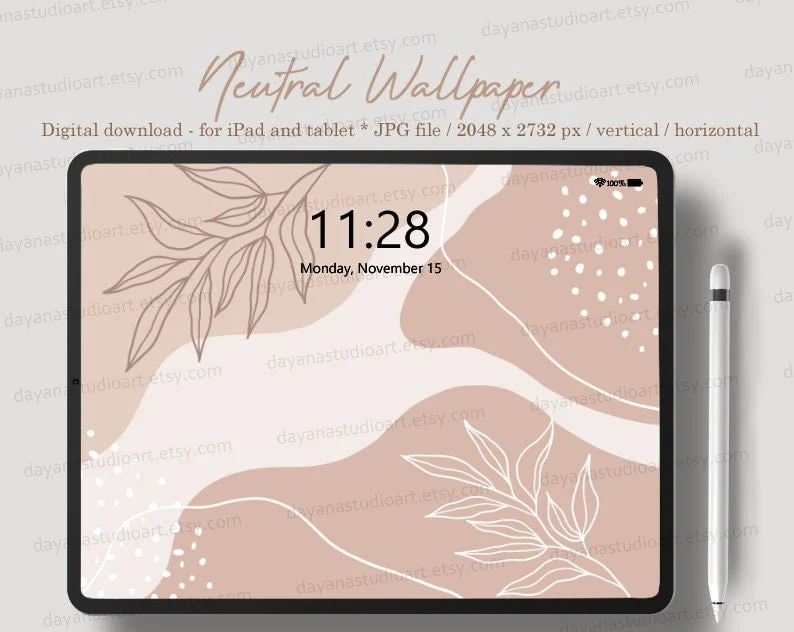 Neutral Wallpaper
Digital download - for iPad and tablet * JPG file / 2048 x 2732 px / vertical / horizontal
100%
11:28
Monday, November 15
dayanastudioart.etsy.com